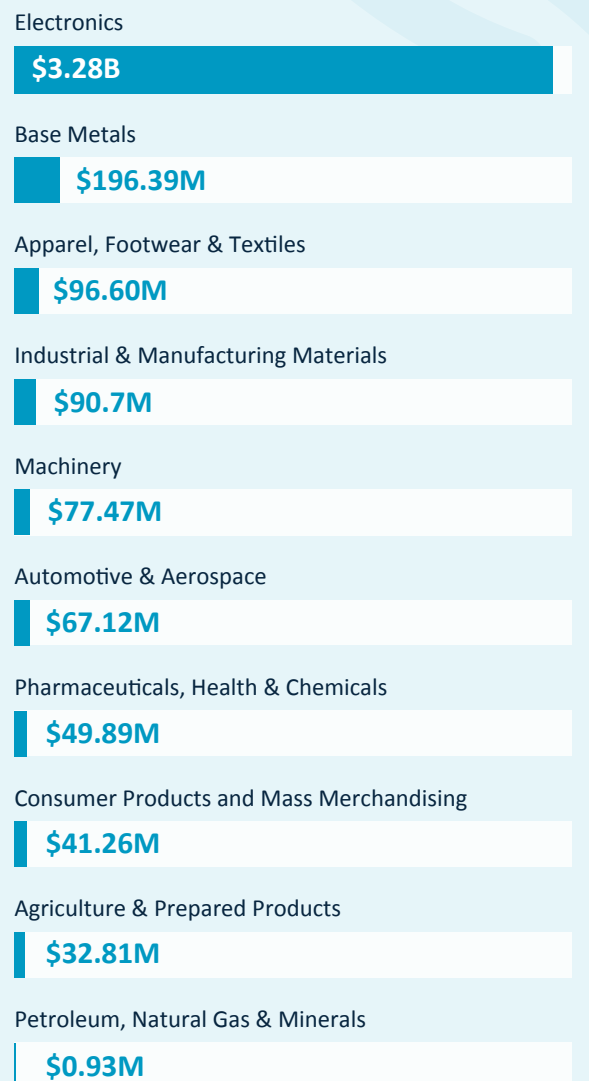 Electronics
$3.28B
Base Metals
$196.39M
Apparel, Footwear & Textiles
$96.60M
Industrial & Manufacturing Materials
$90.7M
Machinery
$77.47M
Automotive & Aerospace
$67.12M
Pharmaceuticals, Health & Chemicals
$49.89M
Consumer Products and Mass Merchandising
$41.26M
Agriculture & Prepared Products
$32.81M
Petroleum, Natural Gas & Minerals
$0.93M